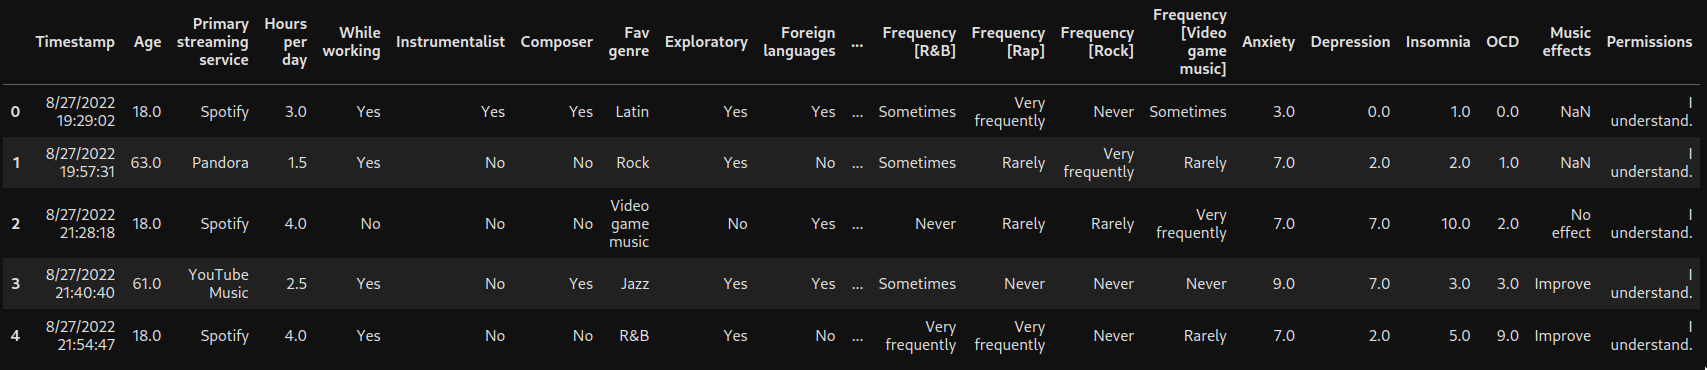 Timestamp Age Primary streaming service Hours per day While working Instrumentalist Composer Fav genre Exploratory Foreign languages ... Frequency [R&B] Frequency [Rap] Frequency [Rock] Frequency [Video game music] Anxiety Depression Insomnia OCD Music effects Permissions
0 8/27/2022 19:29:02 18.0 Spotify 3.0 Yes Yes Yes Latin Yes Yes ... Sometimes Very frequently Never Sometimes 3.0 0.0 1.0 0.0 NaN I understand.
1 8/27/2022 19:57:31 63.0 Pandora 1.5 Yes No No Rock Yes No ... Sometimes Rarely Very frequently Rarely 7.0 2.0 2.0 1.0 NaN I understand.
2 8/27/2022 21:28:18 18.0 Spotify 4.0 No No No Video game music No Yes ... Never Rarely Rarely Very frequently 7.0 7.0 10.0 2.0 No effect I understand.
3 8/27/2022 21:40:40 61.0 YouTube Music 2.5 Yes No Yes Jazz Yes Yes ... Sometimes Never Never Never 9.0 7.0 3.0 3.0 Improve I understand.
4 8/27/2022 21:54:47 18.0 Spotify 4.0 Yes No No R&B Yes No ... Very frequently Very frequently Never Rarely 7.0 2.0 5.0 9.0 Improve I understand.